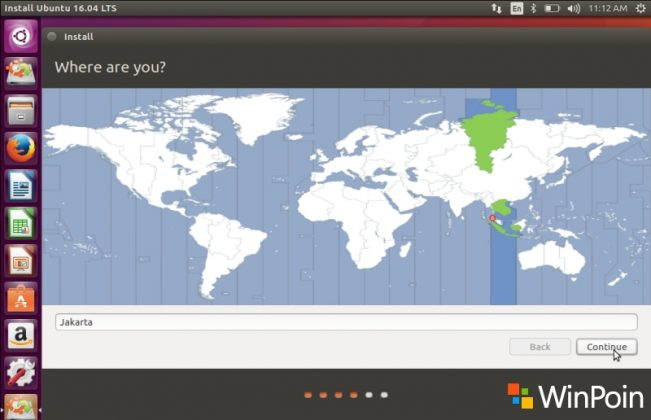 Install Ubuntu 16.04 LTS
En
11:12 AM
Install
Where are you?
Jakarta
Back
Continue
WinPoin